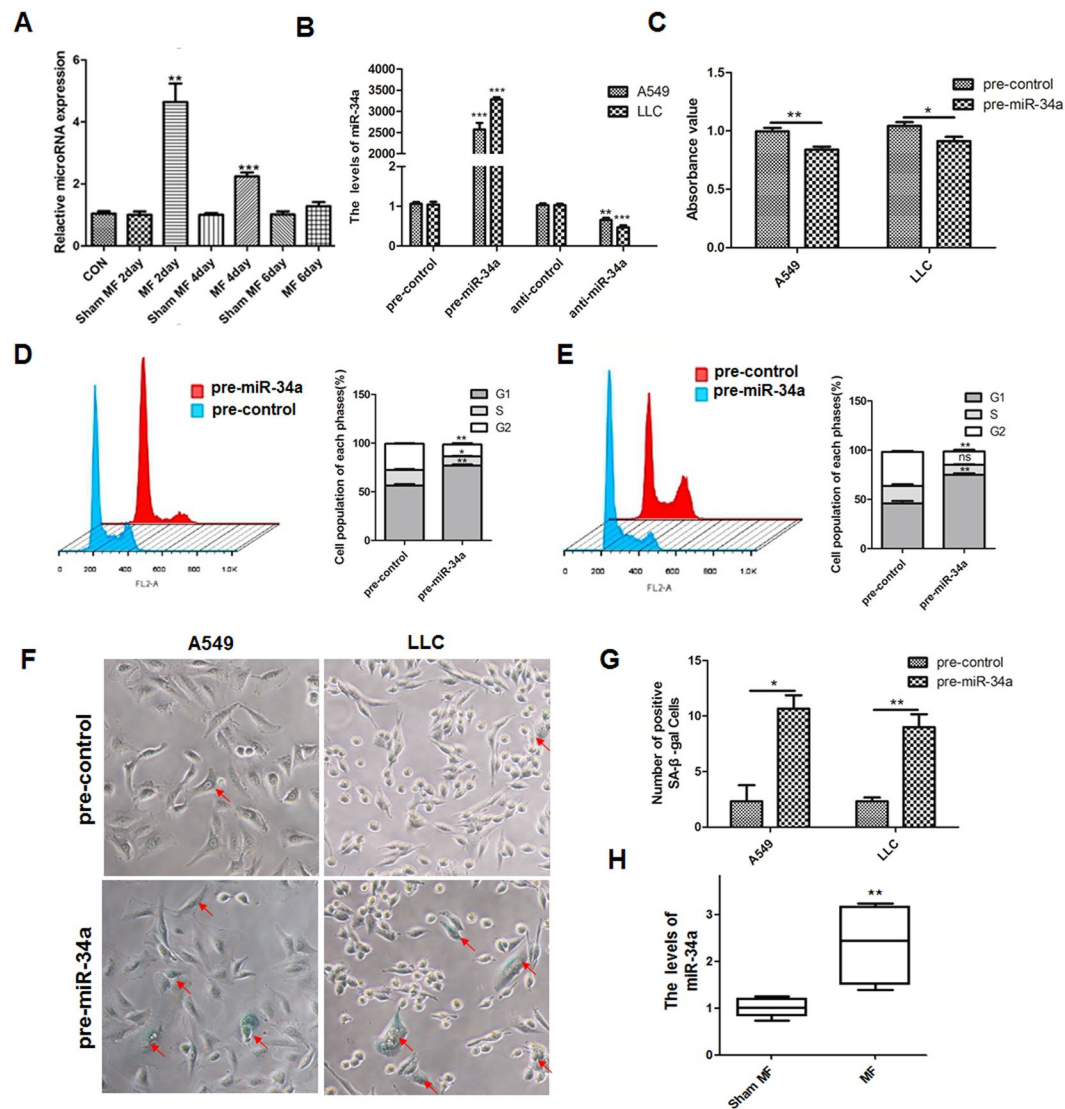 A
Relactive microRNA expression
6
4
2
0
**
***
CON
Sham MF 2day
MF 2day
Sham MF 4day
MF 4day
Sham MF 6day
MF 6day
B
The levels of miR-34a
4000
3500
3000
2500
2000
1
0
***
***
**
***
A549
LLC
pre-control
pre-miR-34a
anti-control
anti-miR-34a
C
Absorbance value
1.5
1.0
0.5
0.0
**
*
pre-control
pre-miR-34a
A549
LLC
D
pre-miR-34a
pre-control
0 200 400 600 800 1.0K
FL2-A
Cell population of each phases(%)
150
100
50
0
G1
S
G2
**
*
**
pre-control
pre-miR-34a
E
pre-control
pre-miR-34a
0 200 400 600 800 1.0K
FL2-A
Cell population of each phases(%)
150
100
50
0
G1
S
G2
**
ns
**
pre-control
pre-miR-34a
F
A549
LLC
pre-control
pre-miR-34a
G
Number of positive
SA-β -gal Cells
15
10
5
0
*
**
pre-control
pre-miR-34a
A549
LLC
H
The levels of
miR-34a
3
2
1
0
**
Sham MF
MF